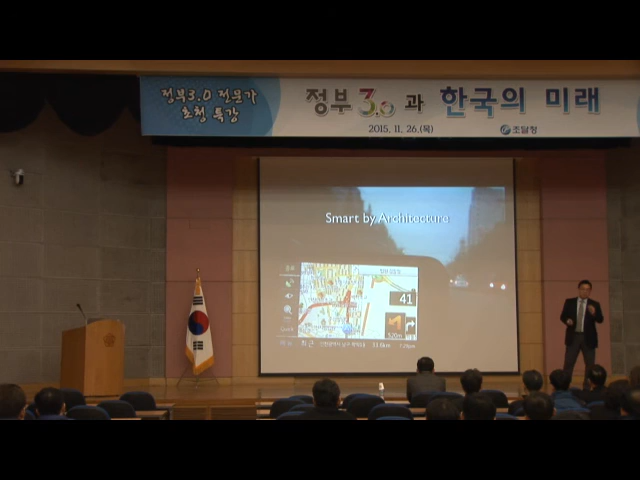 정부3.0 전문가
초청 특강
정부 3.0 과 한국의 미래
2015. 11. 26.(목)
조달청
Smart by Architecture
41